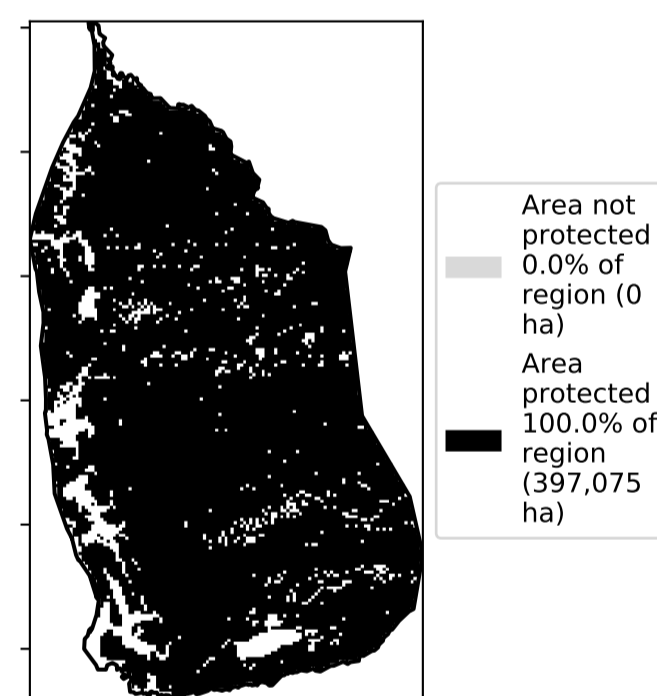 Area not
protected
0.0% of
region (0
ha)
Area
protected
100.0% of
region
(397,075
ha)